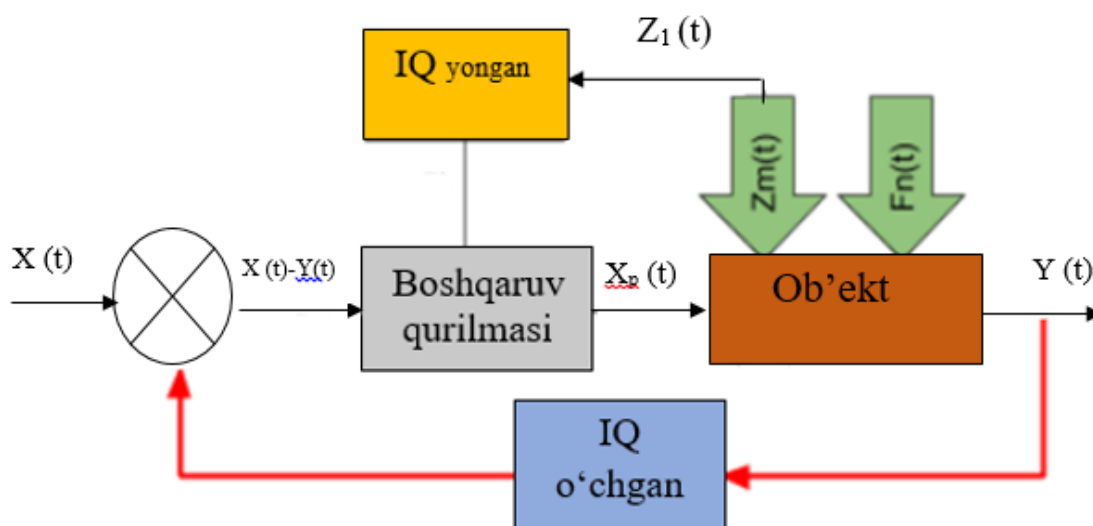 Z₁ (t)
IQ yongan
Zm(t)
Fn(t)
X (t)
X (t)-Y(t)
Boshqaruv
qurilmasi
Xₚ (t)
Ob’ekt
Y (t)
IQ
o‘chgan